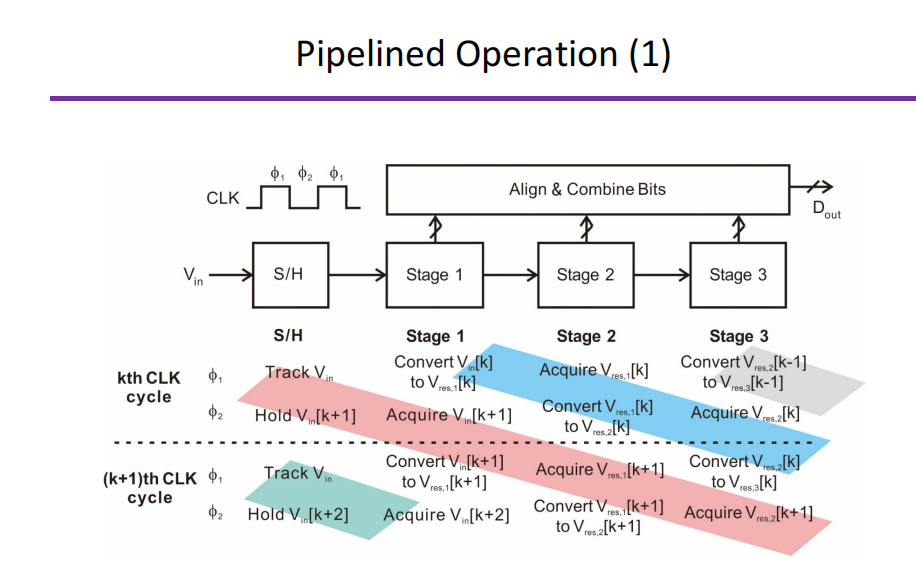 Pipelined Operation (1)
ϕ1 ϕ2 ϕ1
CLK
Align & Combine Bits
Dout
Vin
S/H
Stage 1
Stage 2
Stage 3
S/H Stage 1 Stage 2 Stage 3
kth CLK
cycle
ϕ1
Track Vin
Convert Vin[k]
to Vres,1[k]
Acquire Vres,1[k]
Convert Vres,2[k-1]
to Vres,3[k-1]
ϕ2
Hold Vin[k+1]
Acquire Vin[k+1]
Convert Vres,1[k]
to Vres,2[k]
Acquire Vres,2[k]
(k+1)th CLK
cycle
ϕ1
Track Vin
Convert Vin[k+1]
to Vres,1[k+1]
Acquire Vres,1[k+1]
Convert Vres,2[k]
to Vres,3[k]
ϕ2
Hold Vin[k+2]
Acquire Vin[k+2]
Convert Vres,1[k+1]
to Vres,2[k+1]
Acquire Vres,2[k+1]